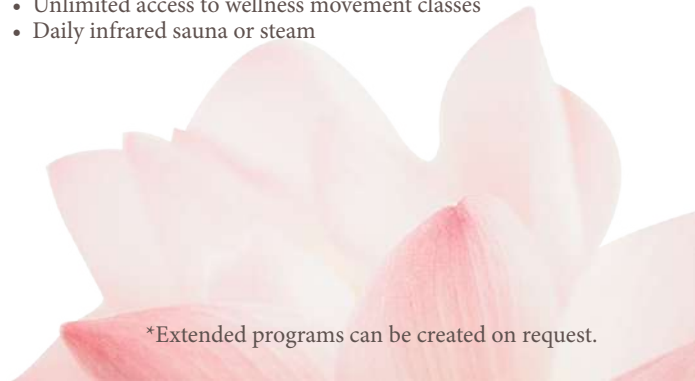 • Unlimited access to wellness movement classes
• Daily infrared sauna or steam
*Extended programs can be created on request.